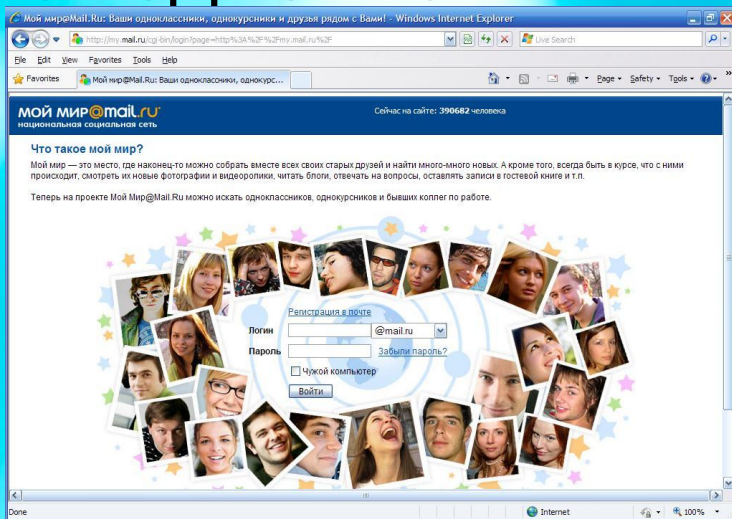 Мой мир@Mail.Ru: Ваши одноклассники, однокурсники и друзья рядом с Вами! - Windows Internet Explorer
http://my.mail.ru/cgi-bin/login?page=http%3A%2F%2Fmy.mail.ru%2F
Live Search
File Edit View Favorites Tools Help
Favorites Мой мир@Mail.Ru: Ваши одноклассники, однокурс... Page Safety Tools
мой мир@mail.ru
национальная социальная сеть
Сейчас на сайте: 390682 человека
Что такое мой мир?
Мой мир — это место, где наконец-то можно собрать вместе всех своих старых друзей и найти много-много новых. А кроме того, всегда быть в курсе, что с ними
происходит, смотреть их новые фотографии и видеоролики, читать блоги, отвечать на вопросы, оставлять записи в гостевой книге и т.п.
Теперь на проекте Мой Мир@Mail.Ru можно искать одноклассников, однокурсников и бывших коллег по работе.
Регистрация в почте
Логин @mail.ru
Пароль Забыли пароль?
Чужой компьютер
Войти
Done Internet 100%